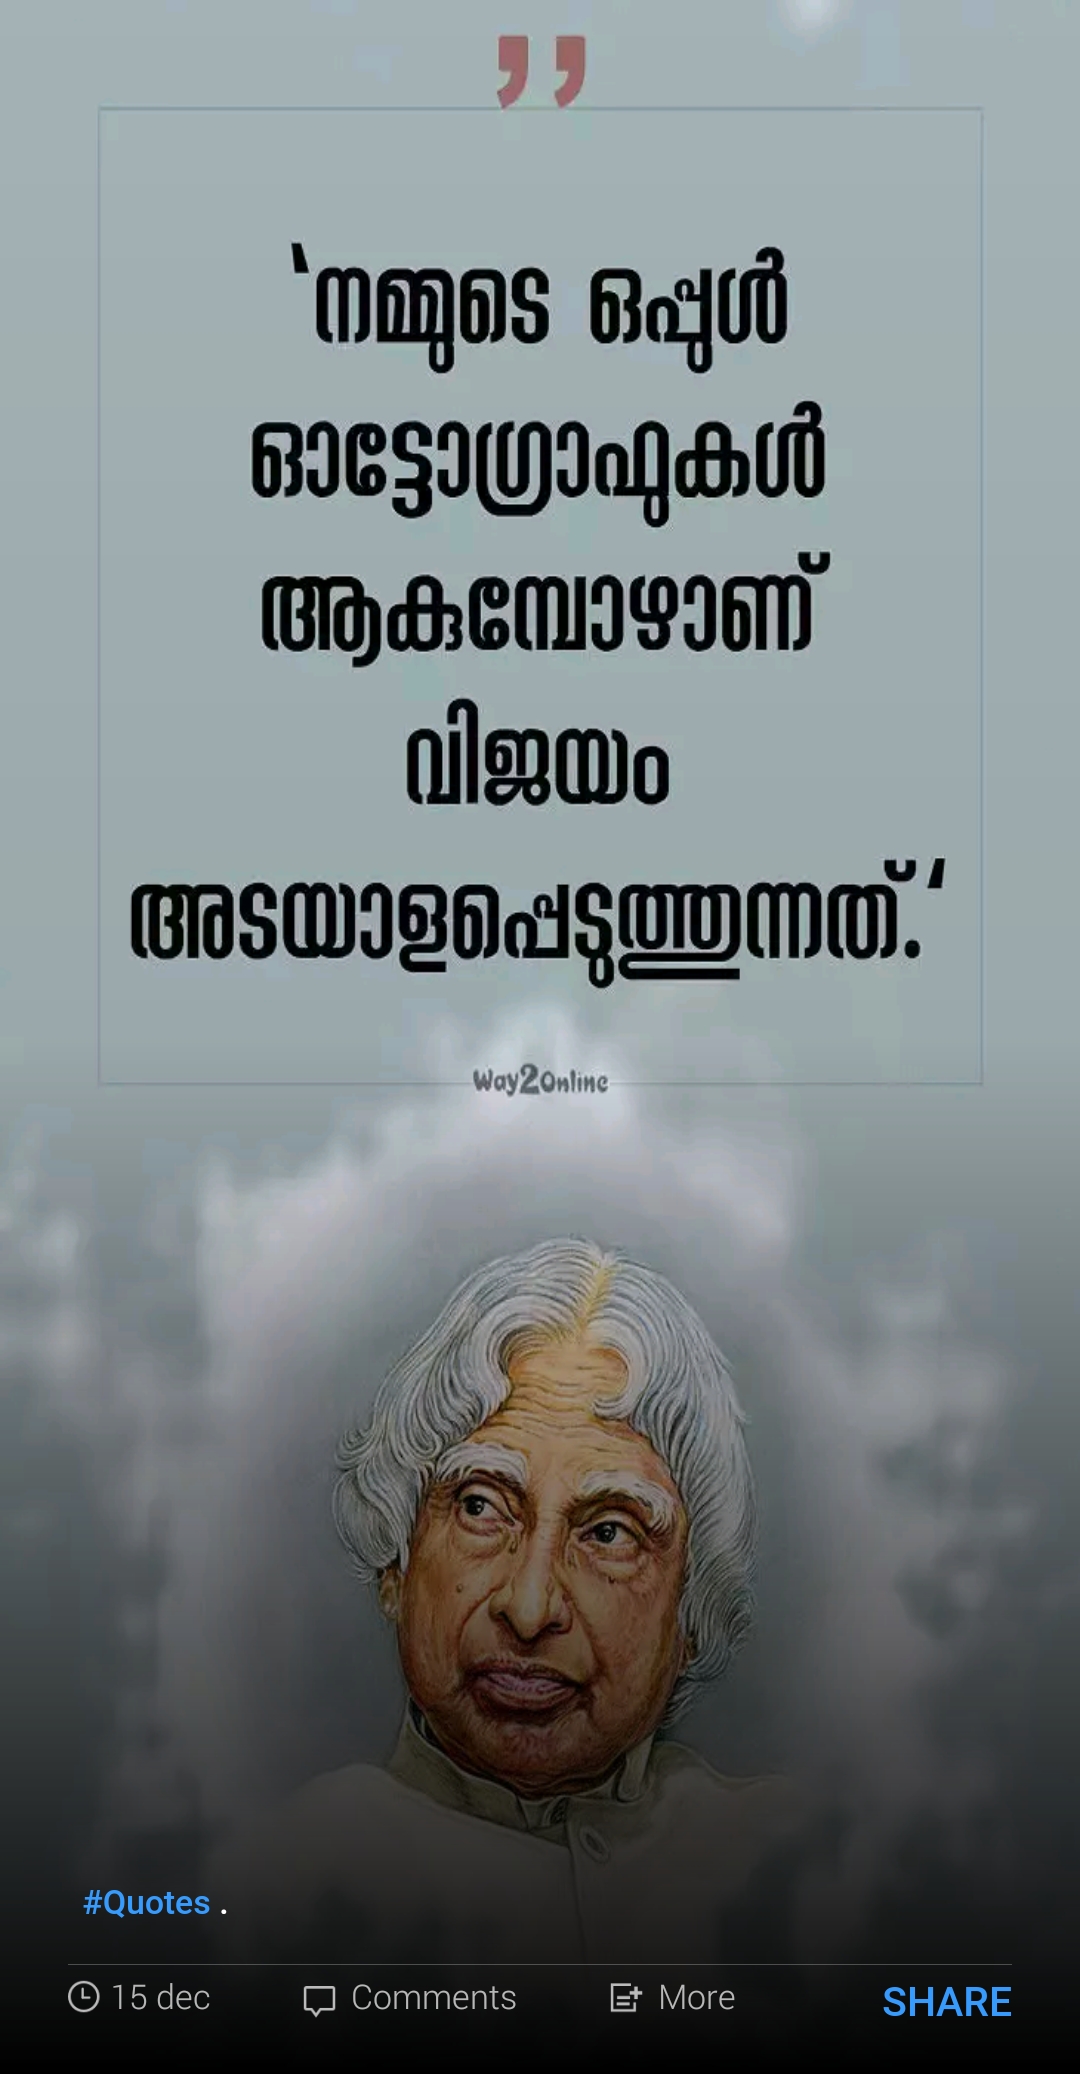 ”
‘നമ്മുടെ ഒപ്പുൾ
ഓട്ടോഗ്രാഫുകൾ
ആകുമ്പോഴാണ്
വിജയം
അടയാളപ്പെടുത്തുന്നത്.‘
Way2Online
#Quotes .
15 dec
Comments
More
SHARE